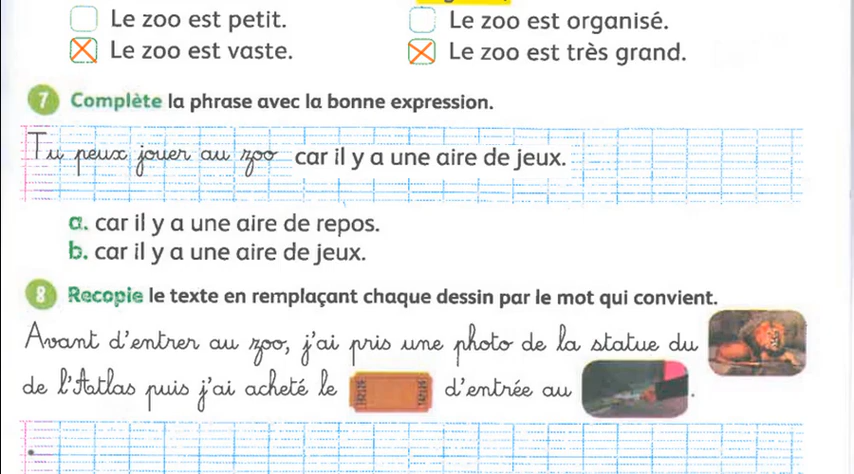 Le zoo est petit. Le zoo est organisé.
Le zoo est vaste. Le zoo est très grand.
7 Complète la phrase avec la bonne expression.
Tu peux jouer au zoo car il y a une aire de jeux.
a. car il y a une aire de repos.
b. car il y a une aire de jeux.
8 Recopie le texte en remplaçant chaque dessin par le mot qui convient.
Avant d'entrer au zoo, j'ai pris une photo de la statue du
de l'Atlas puis j'ai acheté le d'entrée au .